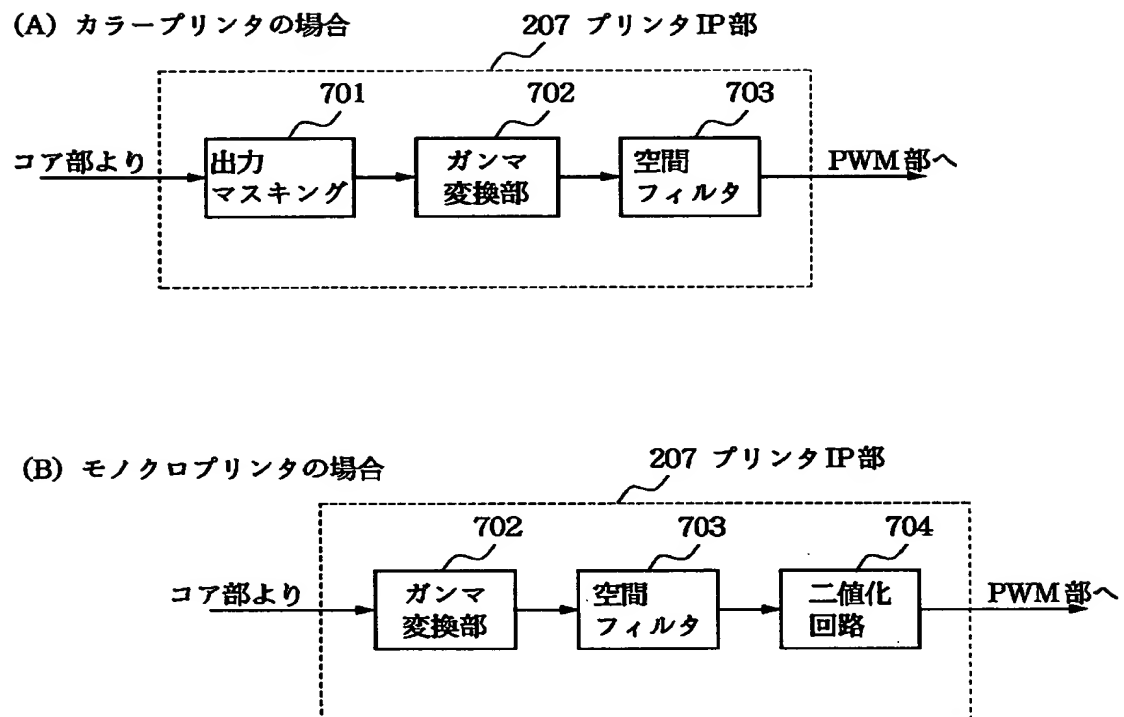 (A) カラープリンタの場合
207 プリンタIP部
701
702
703
コア部より
出力
マスキング
ガンマ
変換部
空間
フィルタ
PWM部へ
(B) モノクロプリンタの場合
207 プリンタIP部
702
703
704
コア部より
ガンマ
変換部
空間
フィルタ
二値化
回路
PWM部へ